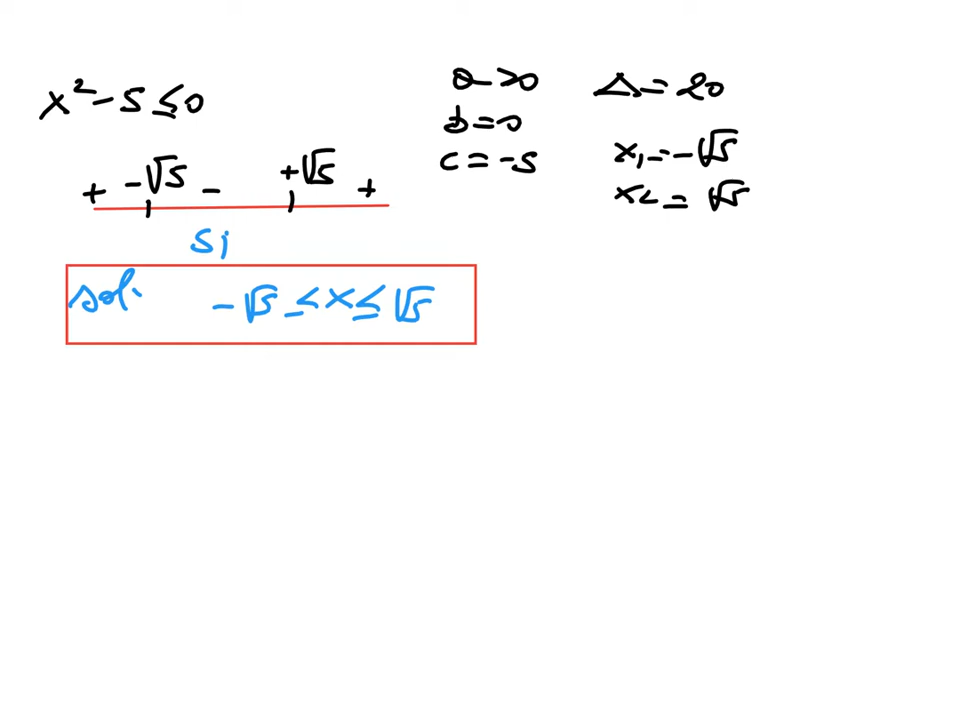 x² - 5 ≤ 0
a > 0
b = 0
c = -5
Δ = 20
x₁ = -√5
x₂ = √5
+ -√5 - +√5 +
si
sol. -√5 ≤ x ≤ √5